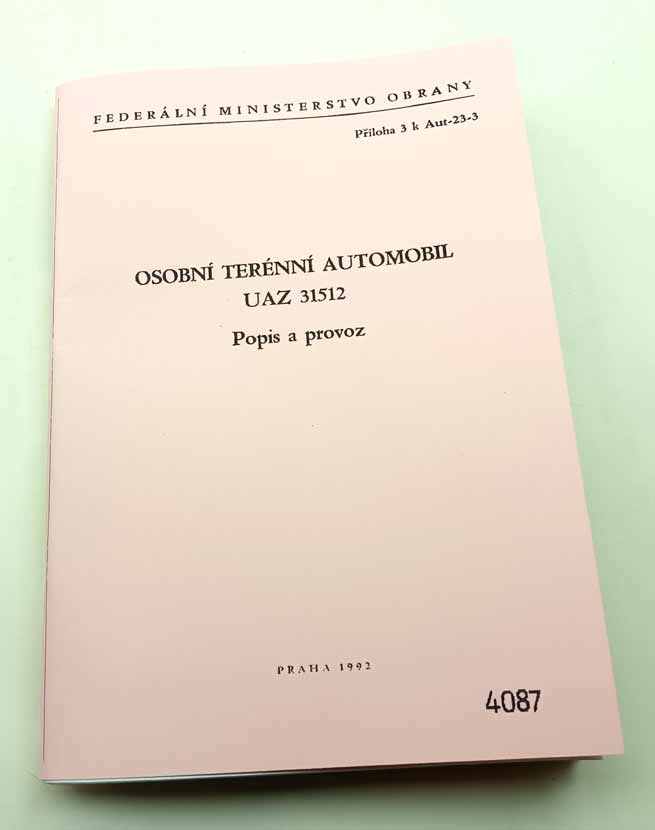 FEDERÁLNÍ MINISTERSTVO OBRANY
Příloha 3 k Aut-23-3
OSOBNÍ TERÉNNÍ AUTOMOBIL
UAZ 31512
Popis a provoz
PRAHA 1992
4087